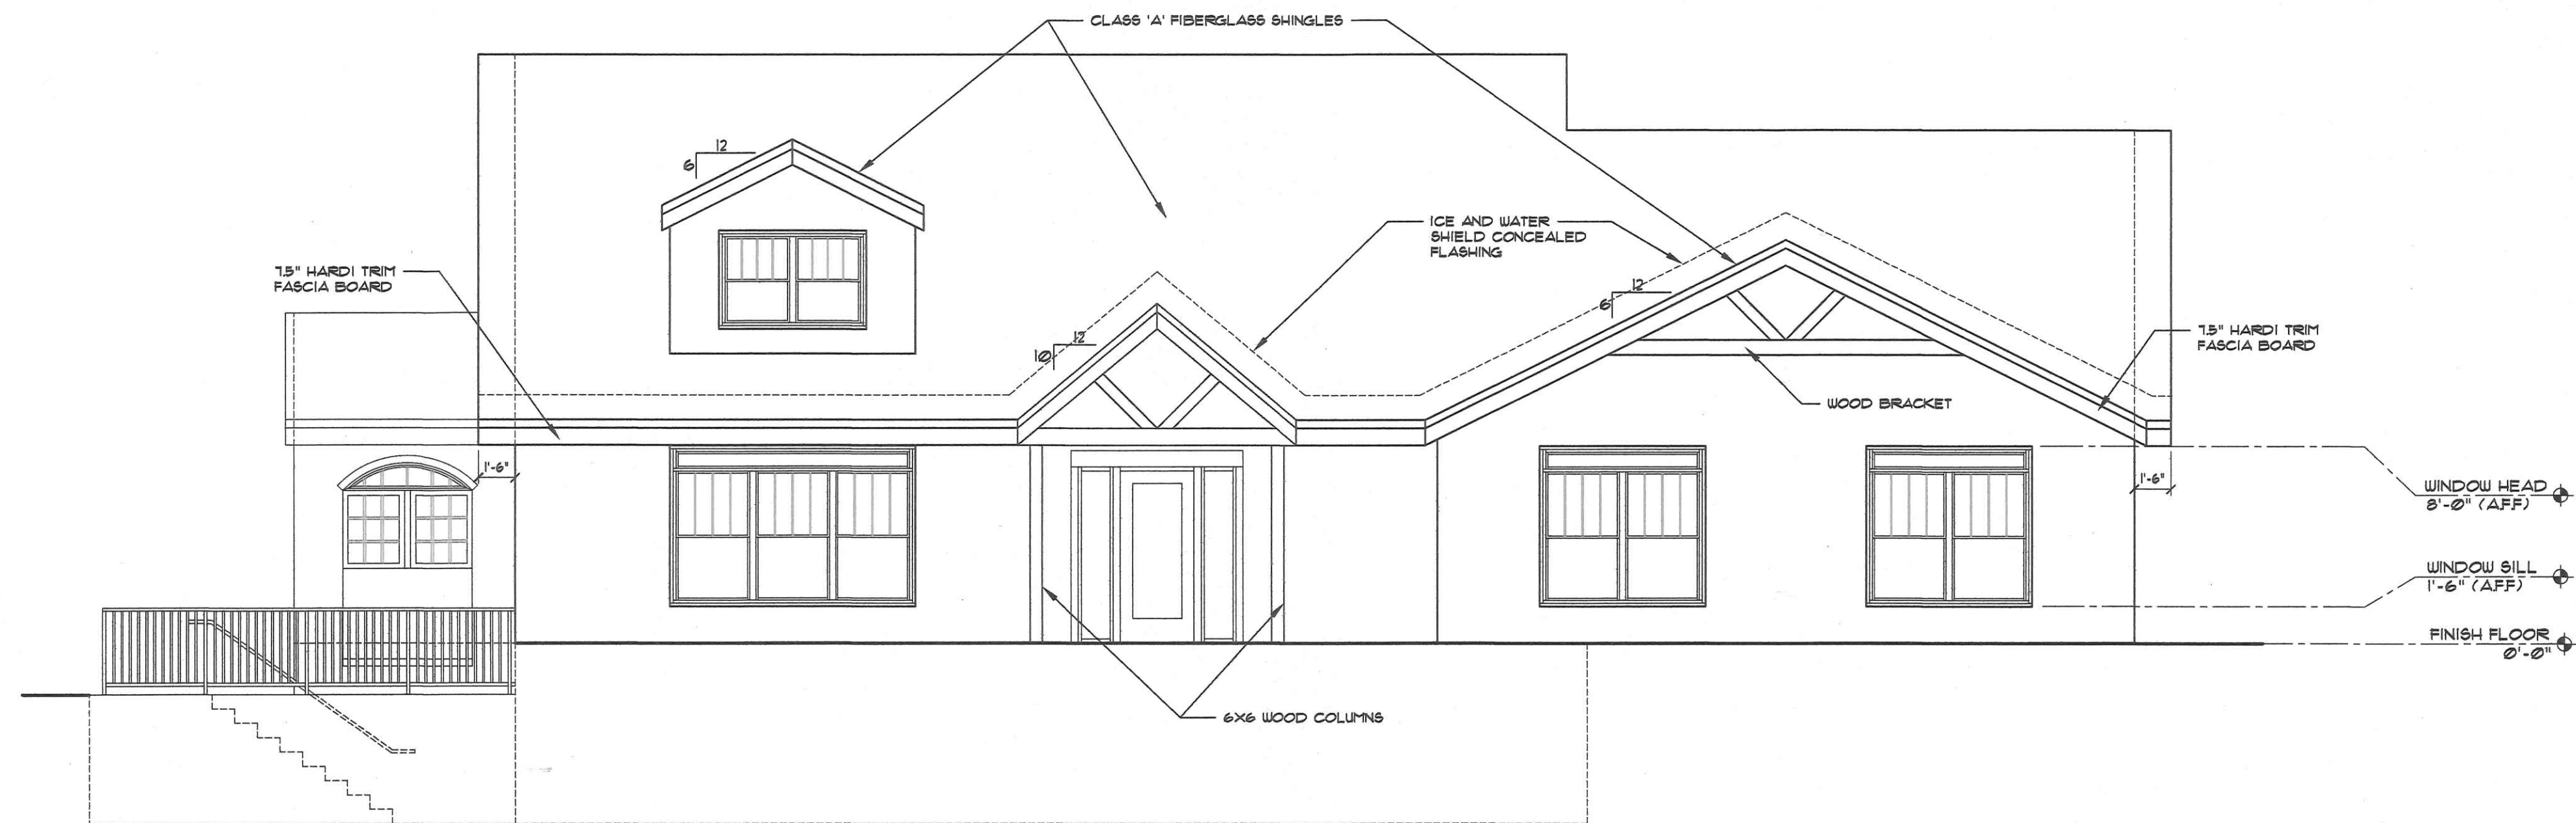 CLASS 'A' FIBERGLASS SHINGLES
12
6
ICE AND WATER
SHIELD CONCEALED
FLASHING
7.5" HARDI TRIM
FASCIA BOARD
12
6
12
10
7.5" HARDI TRIM
FASCIA BOARD
WOOD BRACKET
1'-6"
1'-6"
WINDOW HEAD
8'-0" (A.F.F)
WINDOW SILL
1'-6" (A.F.F)
FINISH FLOOR
0'-0"
6X6 WOOD COLUMNS